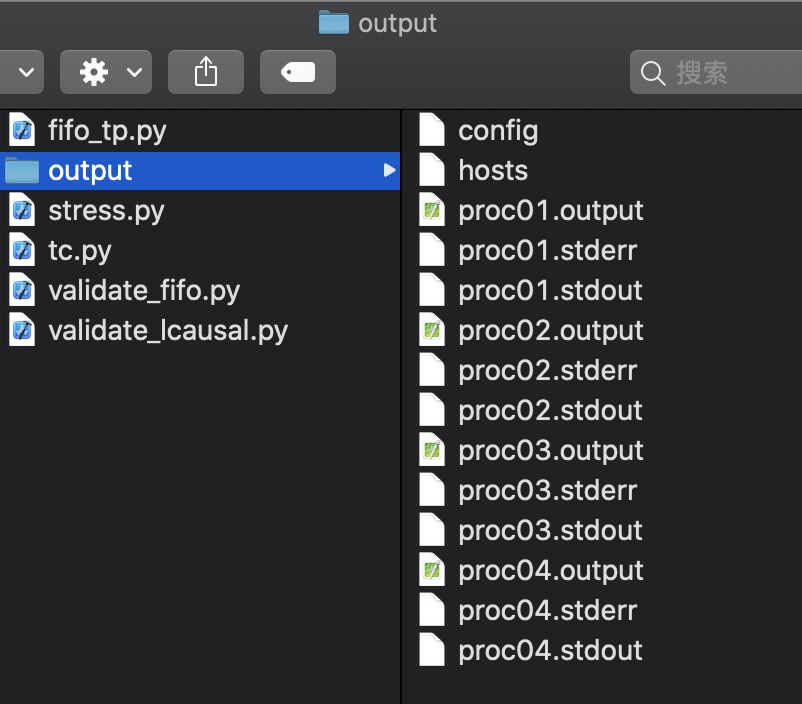 output
搜索
fifo_tp.py
output
stress.py
tc.py
validate_fifo.py
validate_lcausal.py
config
hosts
proc01.output
proc01.stderr
proc01.stdout
proc02.output
proc02.stderr
proc02.stdout
proc03.output
proc03.stderr
proc03.stdout
proc04.output
proc04.stderr
proc04.stdout